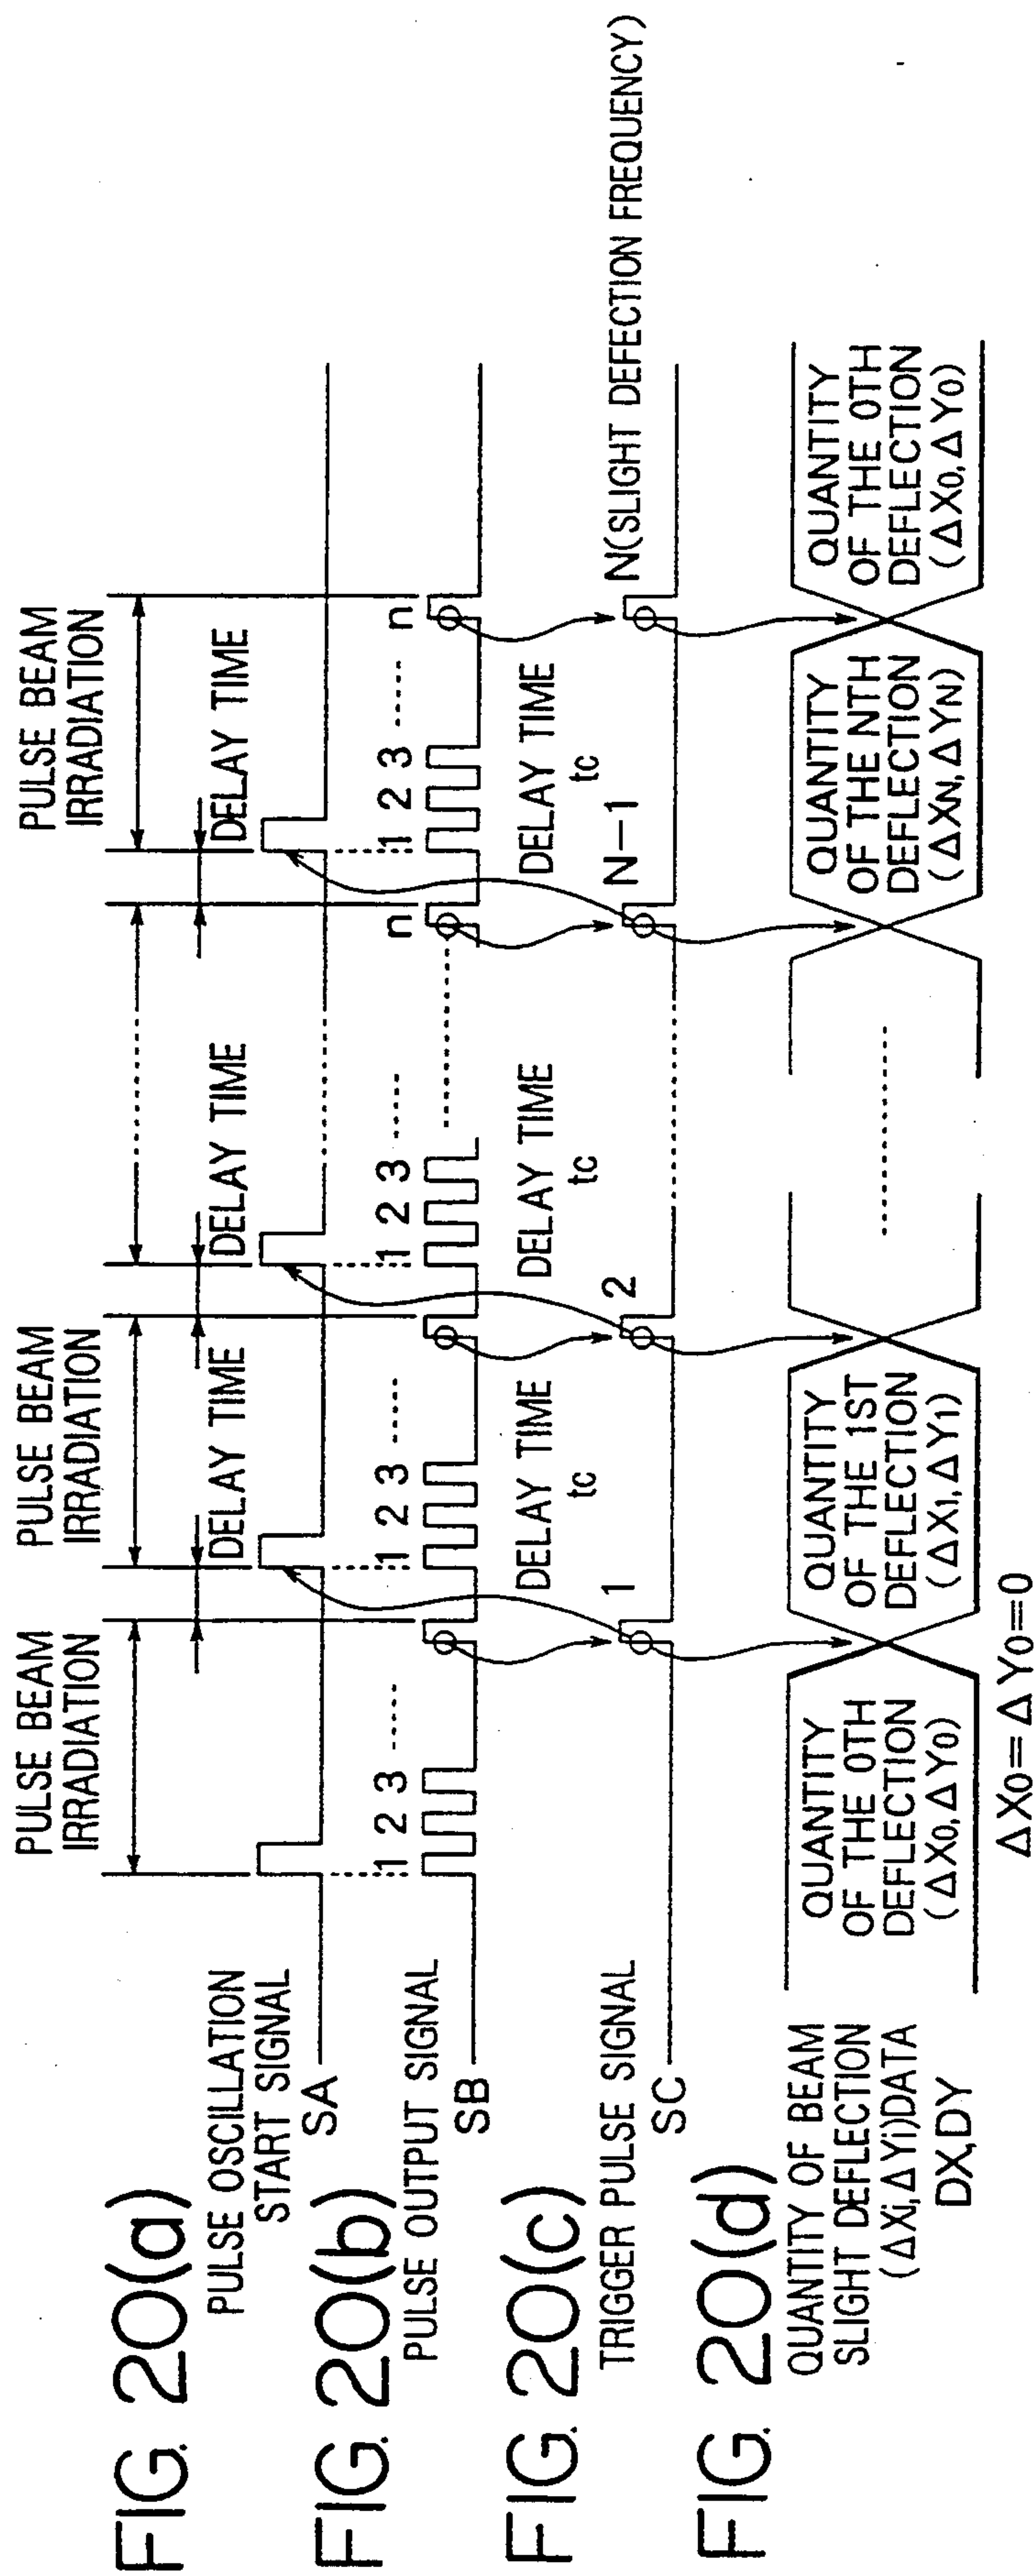 FIG. 20(a)
PULSE OSCILLATION
START SIGNAL
SA
PULSE BEAM
IRRADIATION
PULSE BEAM
IRRADIATION
PULSE BEAM
IRRADIATION
DELAY TIME
DELAY TIME
DELAY TIME
FIG. 20(b)
PULSE OUTPUT SIGNAL
SB
1 2 3 -----
1 2 3 -----
1 2 3 -----
n
1 2 3 -----
n
FIG. 20(c)
TRIGGER PULSE SIGNAL
SC
DELAY TIME
tc
DELAY TIME
tc
DELAY TIME
tc
1
2
N-1
N(SLIGHT DEFECTION FREQUENCY)
FIG. 20(d)
QUANTITY OF BEAM
SLIGHT DEFLECTION
(ΔXi,ΔYi)DATA
DX,DY
QUANTITY
OF THE 0TH
DEFLECTION
(ΔX0,ΔY0)
QUANTITY
OF THE 1ST
DEFLECTION
(ΔX1,ΔY1)
QUANTITY
OF THE NTH
DEFLECTION
(ΔXN,ΔYN)
QUANTITY
OF THE 0TH
DEFLECTION
(ΔX0,ΔY0)
ΔX0=ΔY0=0